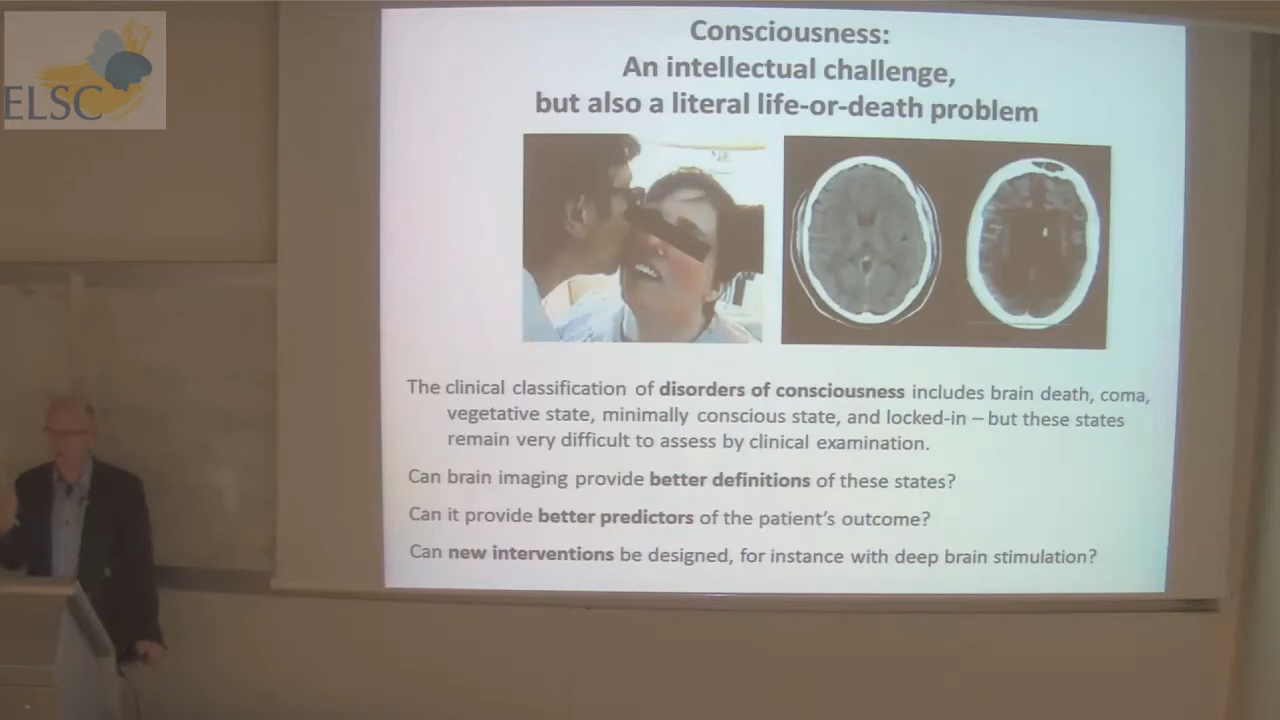 ELSC
Consciousness:
An intellectual challenge,
but also a literal life-or-death problem
The clinical classification of disorders of consciousness includes brain death, coma,
vegetative state, minimally conscious state, and locked-in – but these states
remain very difficult to assess by clinical examination.
Can brain imaging provide better definitions of these states?
Can it provide better predictors of the patient's outcome?
Can new interventions be designed, for instance with deep brain stimulation?